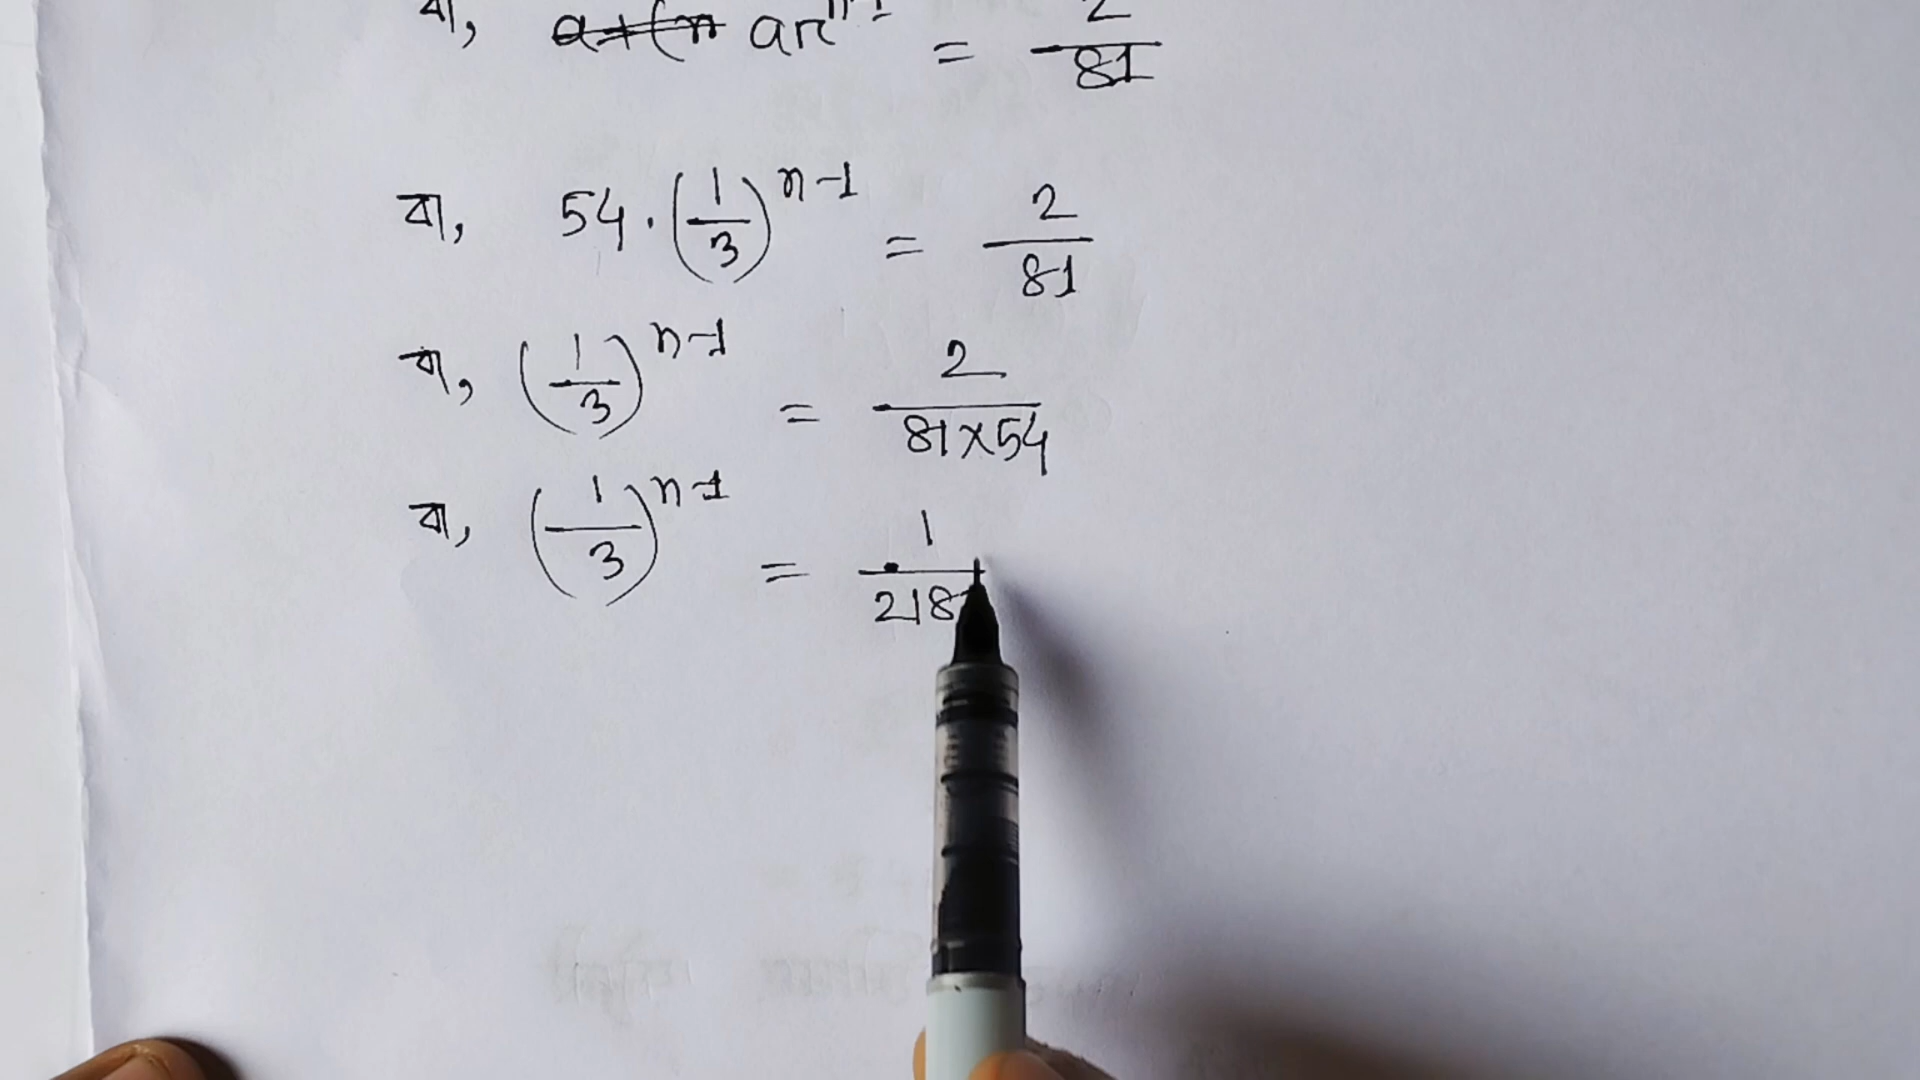 বা, a+(n ar^n-1 = 2/81
বা, 54·(1/3)^n-1 = 2/81
বা, (1/3)^n-1 = 2/81×54
বা, (1/3)^n-1 = 1/218